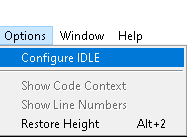 Options Window Help
Configure IDLE
Show Code Context
Show Line Numbers
Restore Height Alt+2